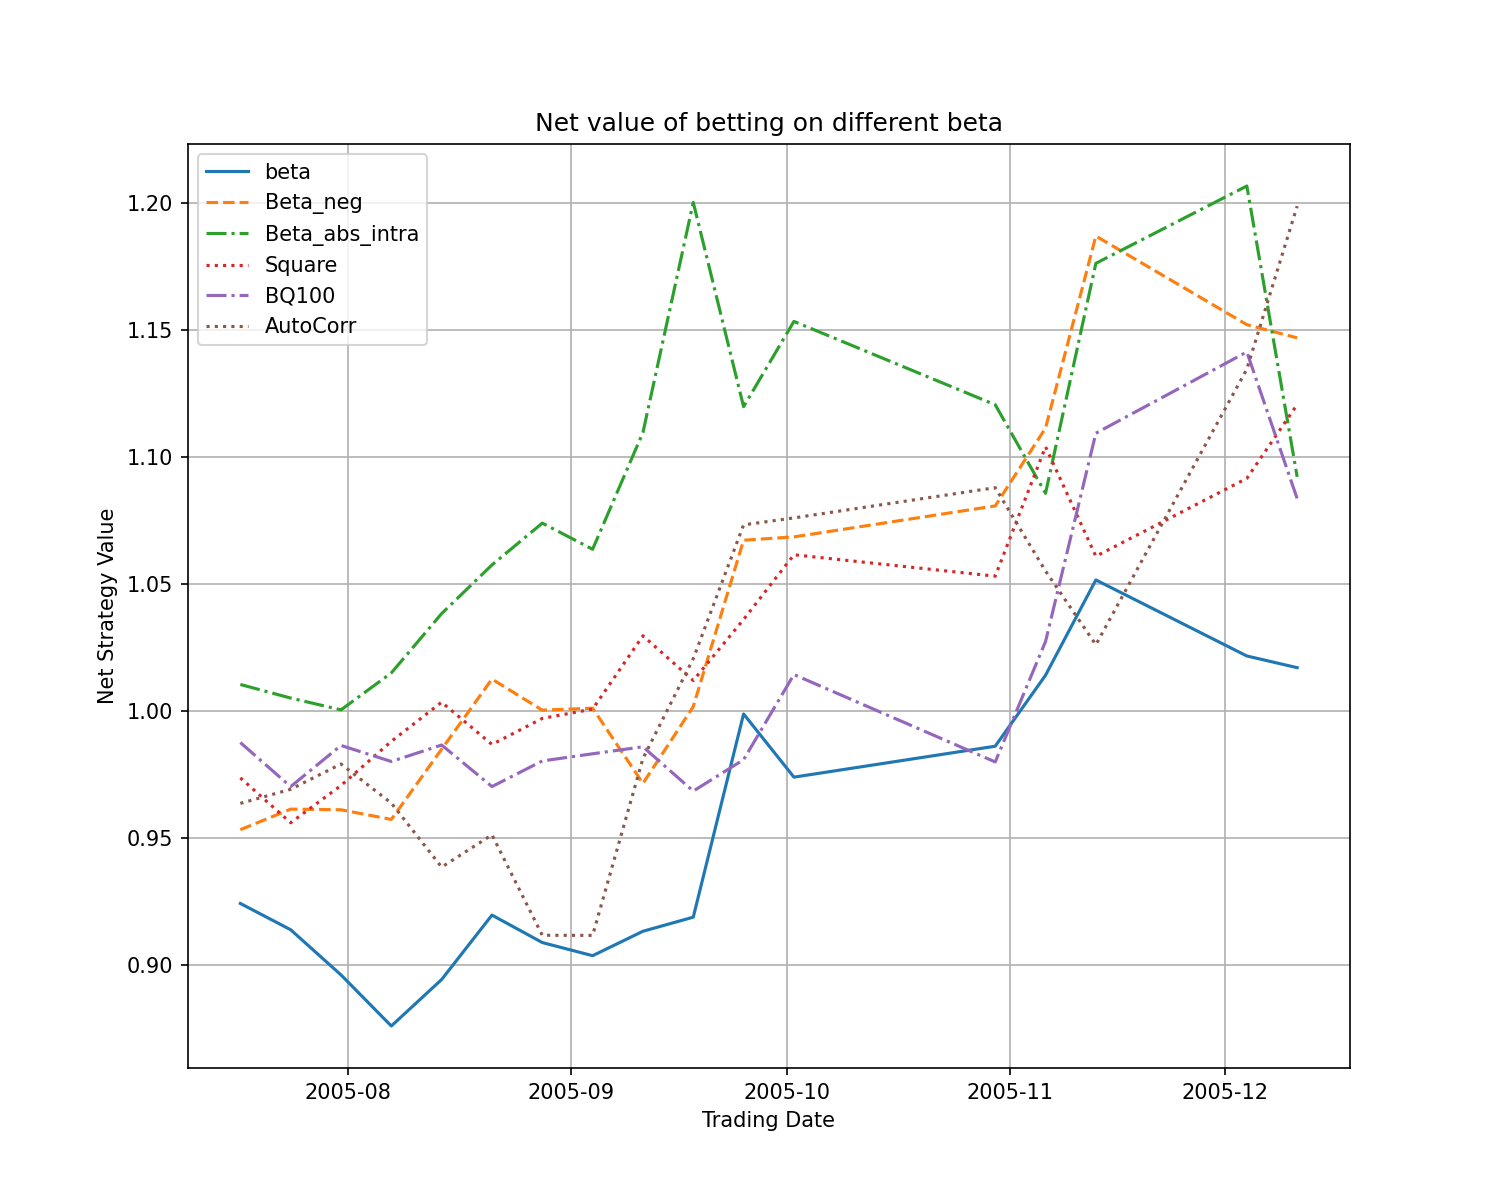 Net value of betting on different beta
beta
Beta_neg
Beta_abs_intra
Square
BQ100
AutoCorr
1.20
1.15
1.10
1.05
1.00
0.95
0.90
Net Strategy Value
2005-08 2005-09 2005-10 2005-11 2005-12
Trading Date